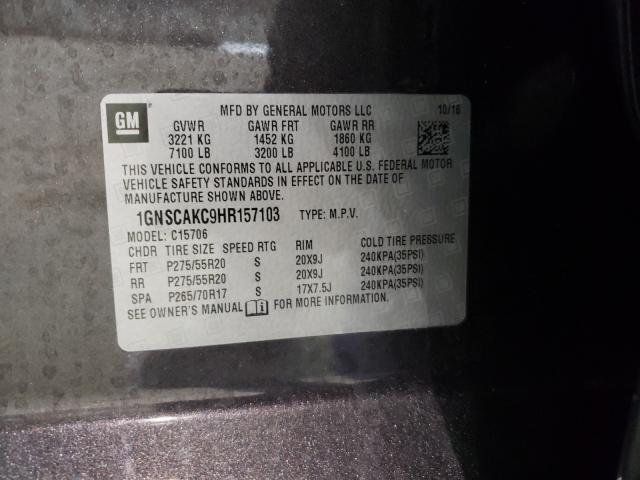 GM
MFD BY GENERAL MOTORS LLC 10/16
GVWR GAWR FRT GAWR RR
3221 KG 1452 KG 1860 KG
7100 LB 3200 LB 4100 LB
THIS VEHICLE CONFORMS TO ALL APPLICABLE U.S. FEDERAL MOTOR
VEHICLE SAFETY STANDARDS IN EFFECT ON THE DATE OF
MANUFACTURE SHOWN ABOVE.
1GNSCAKC9HR157103 TYPE: M.P.V.
MODEL: C15706
CHDR TIRE SIZE SPEED RTG RIM COLD TIRE PRESSURE
FRT P275/55R20 S 20X9J 240KPA(35PSI)
RR P275/55R20 S 20X9J 240KPA(35PSI)
SPA P265/70R17 S 17X7.5J 240KPA(35PSI)
SEE OWNER'S MANUAL FOR MORE INFORMATION.